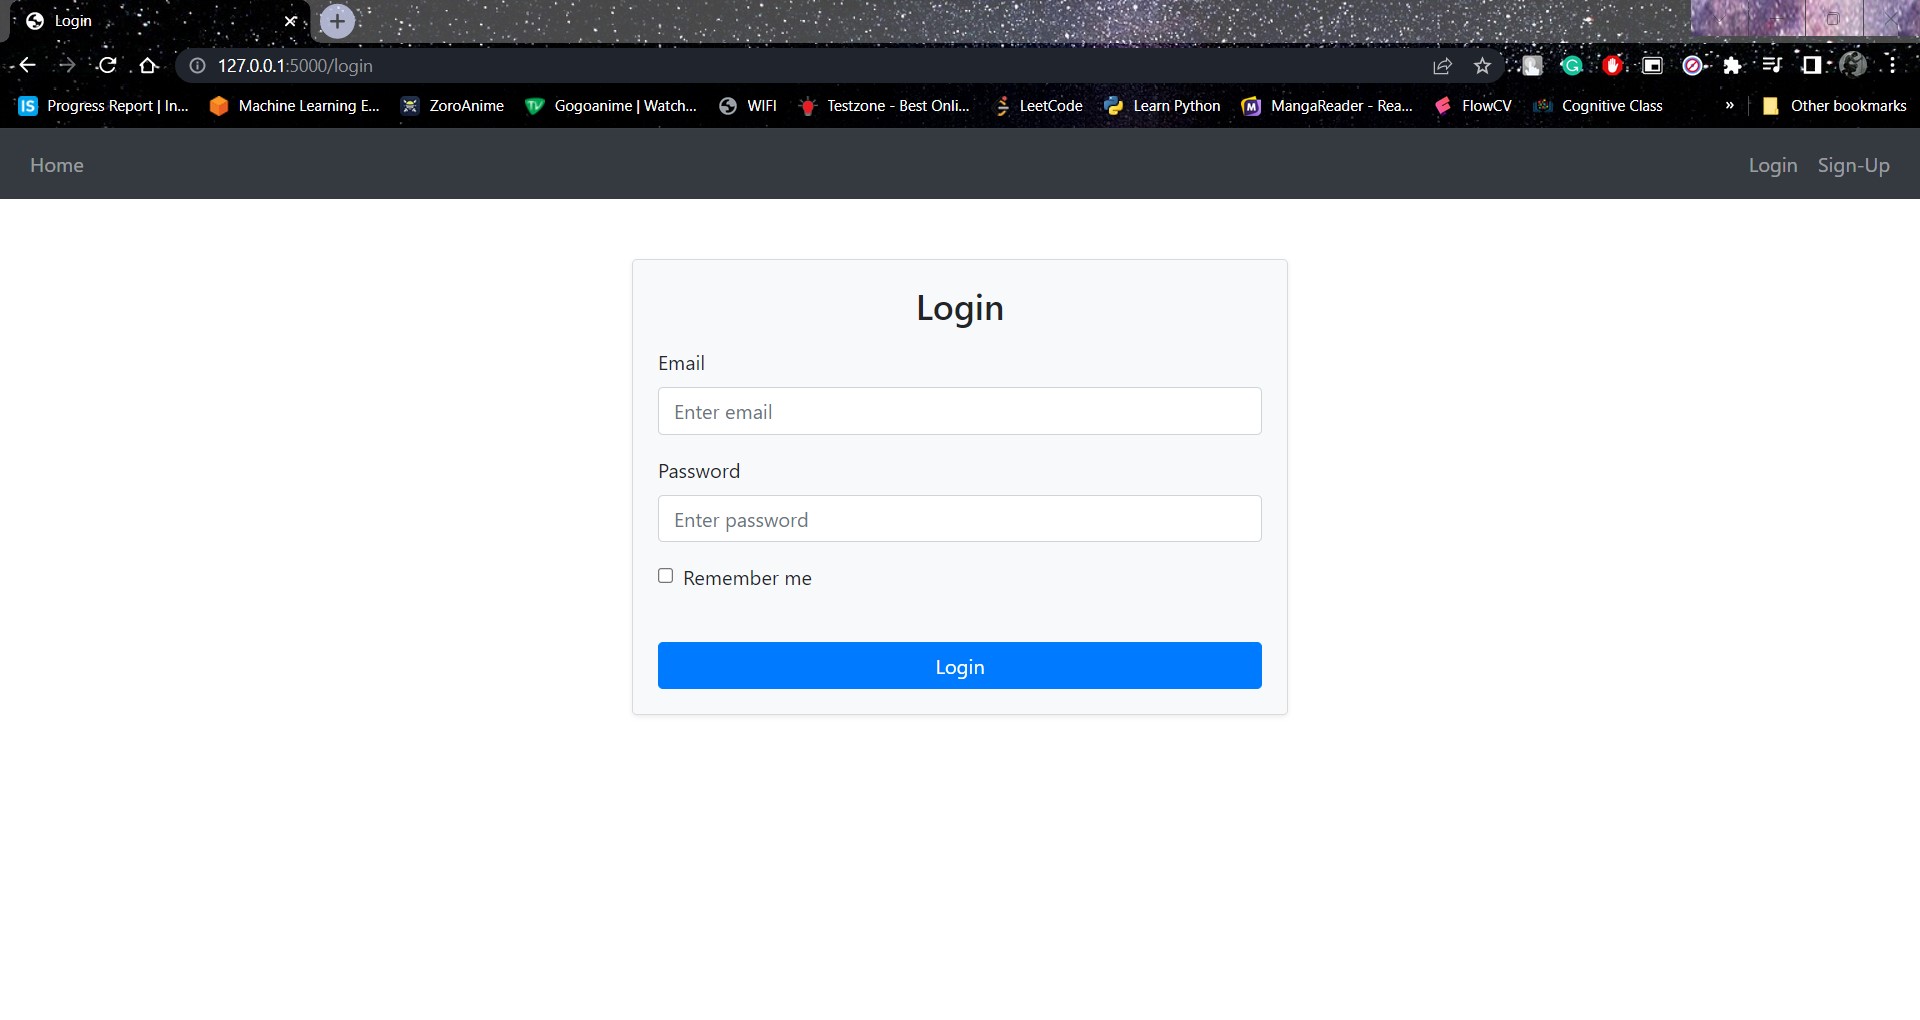 Login
127.0.0.1:5000/login
Progress Report | In... Machine Learning E... ZoroAnime Gogoanime | Watch... WIFI Testzone - Best Onli... LeetCode Learn Python MangaReader - Rea... FlowCV Cognitive Class » Other bookmarks
Home Login Sign-Up
Login
Email
Enter email
Password
Enter password
Remember me
Login